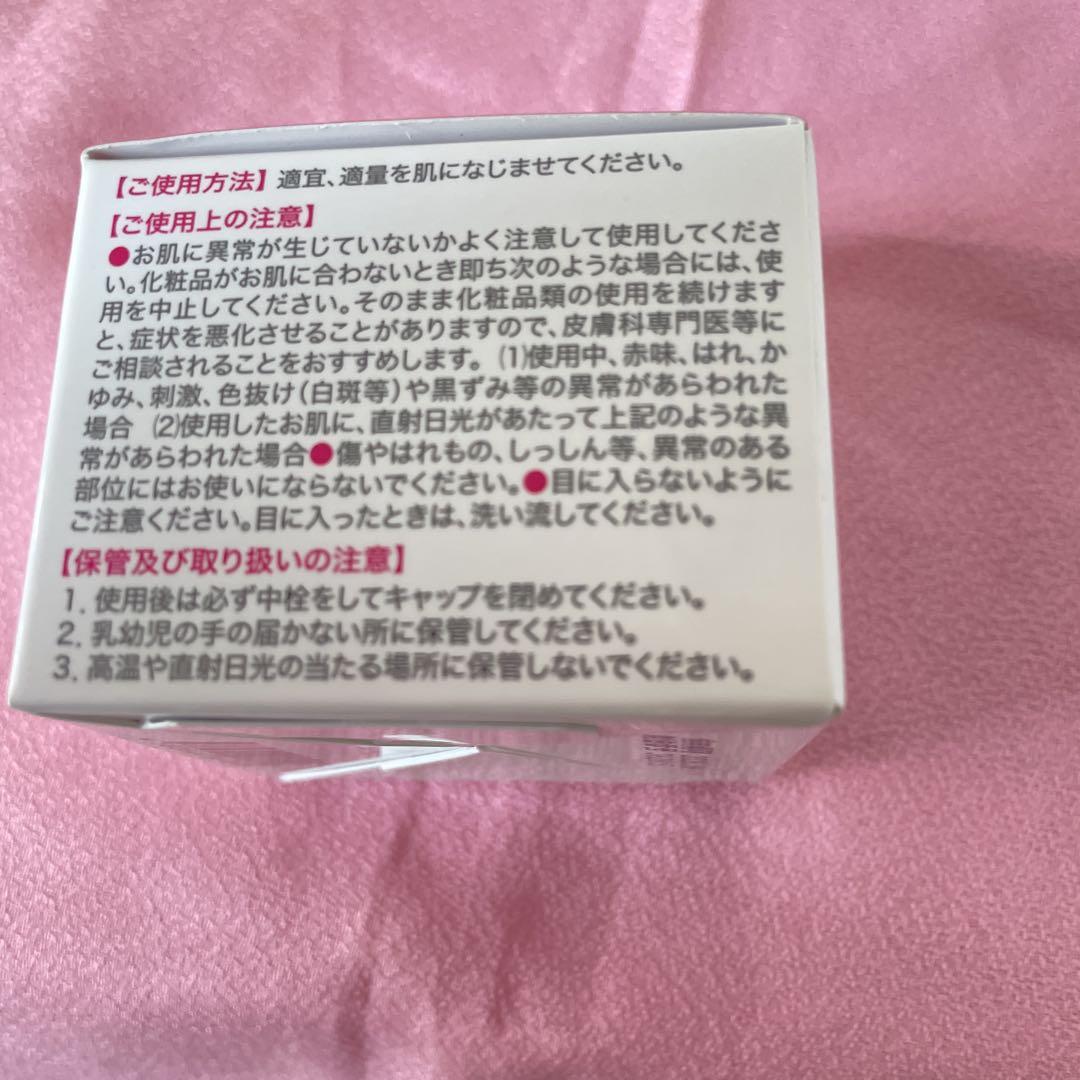 【ご使用方法】適宜、適量を肌になじませてください。
【ご使用上の注意】
●お肌に異常が生じていないかよく注意して使用してくださ
い。化粧品がお肌に合わないとき即ち次のような場合には、使
用を中止してください。そのまま化粧品類の使用を続けます
と、症状を悪化させることがありますので、皮膚科専門医等に
ご相談されることをおすすめします。⑴使用中、赤味、はれ、か
ゆみ、刺激、色抜け(白斑等)や黒ずみ等の異常があらわれた
場合 ⑵使用したお肌に、直射日光があたって上記のような異
常があらわれた場合●傷やはれもの、しっしん等、異常のある
部位にはお使いにならないでください。●目に入らないように
ご注意ください。目に入ったときは、洗い流してください。
【保管及び取り扱いの注意】
1. 使用後は必ず中栓をしてキャップを閉めてください。
2. 乳幼児の手の届かない所に保管してください。
3. 高温や直射日光の当たる場所に保管しないでください。